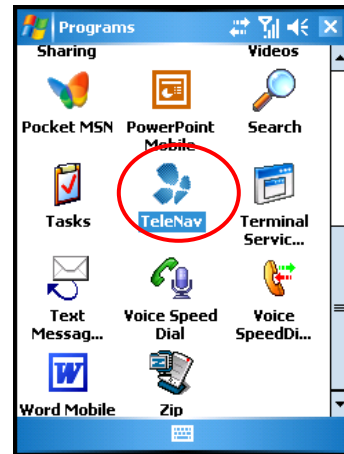 Programs
Sharing Videos
Pocket MSN PowerPoint Mobile Search
Tasks TeleNav Terminal Servic...
Text Messag... Voice Speed Dial Voice SpeedDi...
Word Mobile Zip